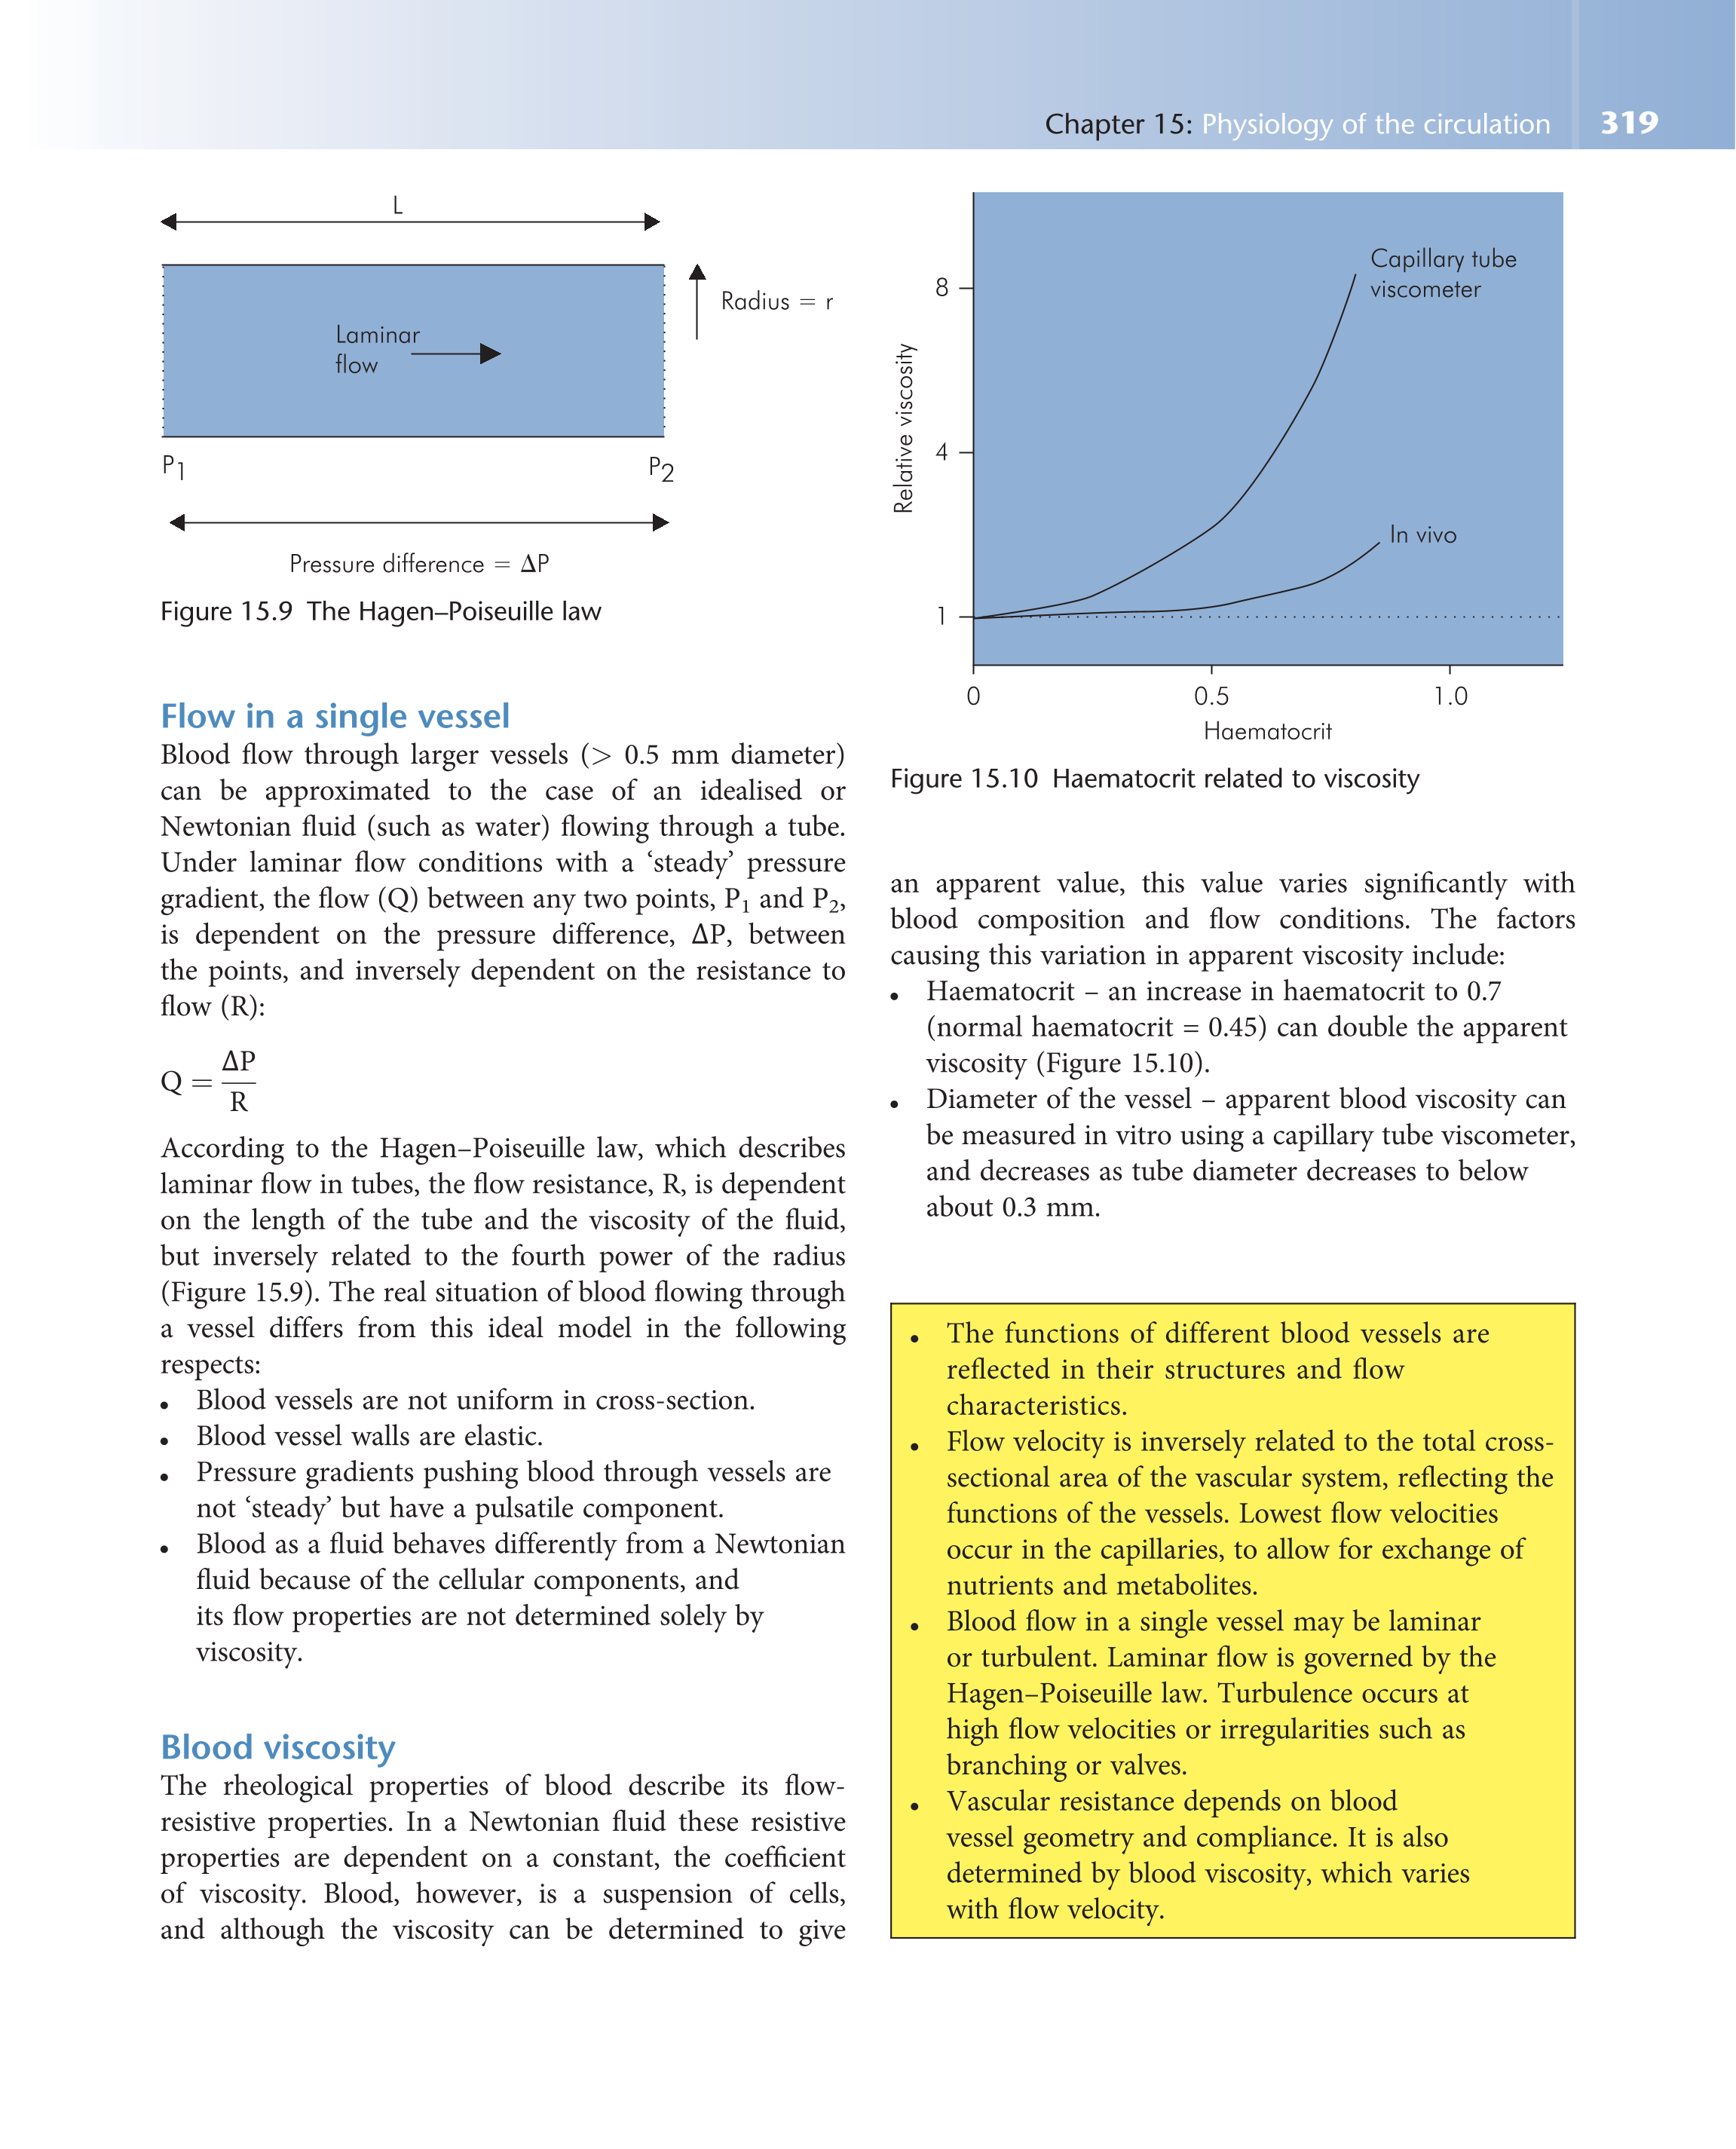 Chapter 15: Physiology of the circulation 319
L
Radius = r
Laminar
flow
P1
P2
Pressure difference = ΔP
Figure 15.9 The Hagen–Poiseuille law
Flow in a single vessel
Blood flow through larger vessels (> 0.5 mm diameter)
can be approximated to the case of an idealised or
Newtonian fluid (such as water) flowing through a tube.
Under laminar flow conditions with a ‘steady’ pressure
gradient, the flow (Q) between any two points, P1 and P2,
is dependent on the pressure difference, ΔP, between
the points, and inversely dependent on the resistance to
flow (R):
Q = ΔP
R
According to the Hagen–Poiseuille law, which describes
laminar flow in tubes, the flow resistance, R, is dependent
on the length of the tube and the viscosity of the fluid,
but inversely related to the fourth power of the radius
(Figure 15.9). The real situation of blood flowing through
a vessel differs from this ideal model in the following
respects:
• Blood vessels are not uniform in cross-section.
• Blood vessel walls are elastic.
• Pressure gradients pushing blood through vessels are
not ‘steady’ but have a pulsatile component.
• Blood as a fluid behaves differently from a Newtonian
fluid because of the cellular components, and
its flow properties are not determined solely by
viscosity.
Blood viscosity
The rheological properties of blood describe its flow-
resistive properties. In a Newtonian fluid these resistive
properties are dependent on a constant, the coefficient
of viscosity. Blood, however, is a suspension of cells,
and although the viscosity can be determined to give
Capillary tube
viscometer
8
Relative viscosity
4
In vivo
1
0 0.5 1.0
Haematocrit
Figure 15.10 Haematocrit related to viscosity
an apparent value, this value varies significantly with
blood composition and flow conditions. The factors
causing this variation in apparent viscosity include:
• Haematocrit – an increase in haematocrit to 0.7
(normal haematocrit = 0.45) can double the apparent
viscosity (Figure 15.10).
• Diameter of the vessel – apparent blood viscosity can
be measured in vitro using a capillary tube viscometer,
and decreases as tube diameter decreases to below
about 0.3 mm.
• The functions of different blood vessels are
reflected in their structures and flow
characteristics.
• Flow velocity is inversely related to the total cross-
sectional area of the vascular system, reflecting the
functions of the vessels. Lowest flow velocities
occur in the capillaries, to allow for exchange of
nutrients and metabolites.
• Blood flow in a single vessel may be laminar
or turbulent. Laminar flow is governed by the
Hagen–Poiseuille law. Turbulence occurs at
high flow velocities or irregularities such as
branching or valves.
• Vascular resistance depends on blood
vessel geometry and compliance. It is also
determined by blood viscosity, which varies
with flow velocity.